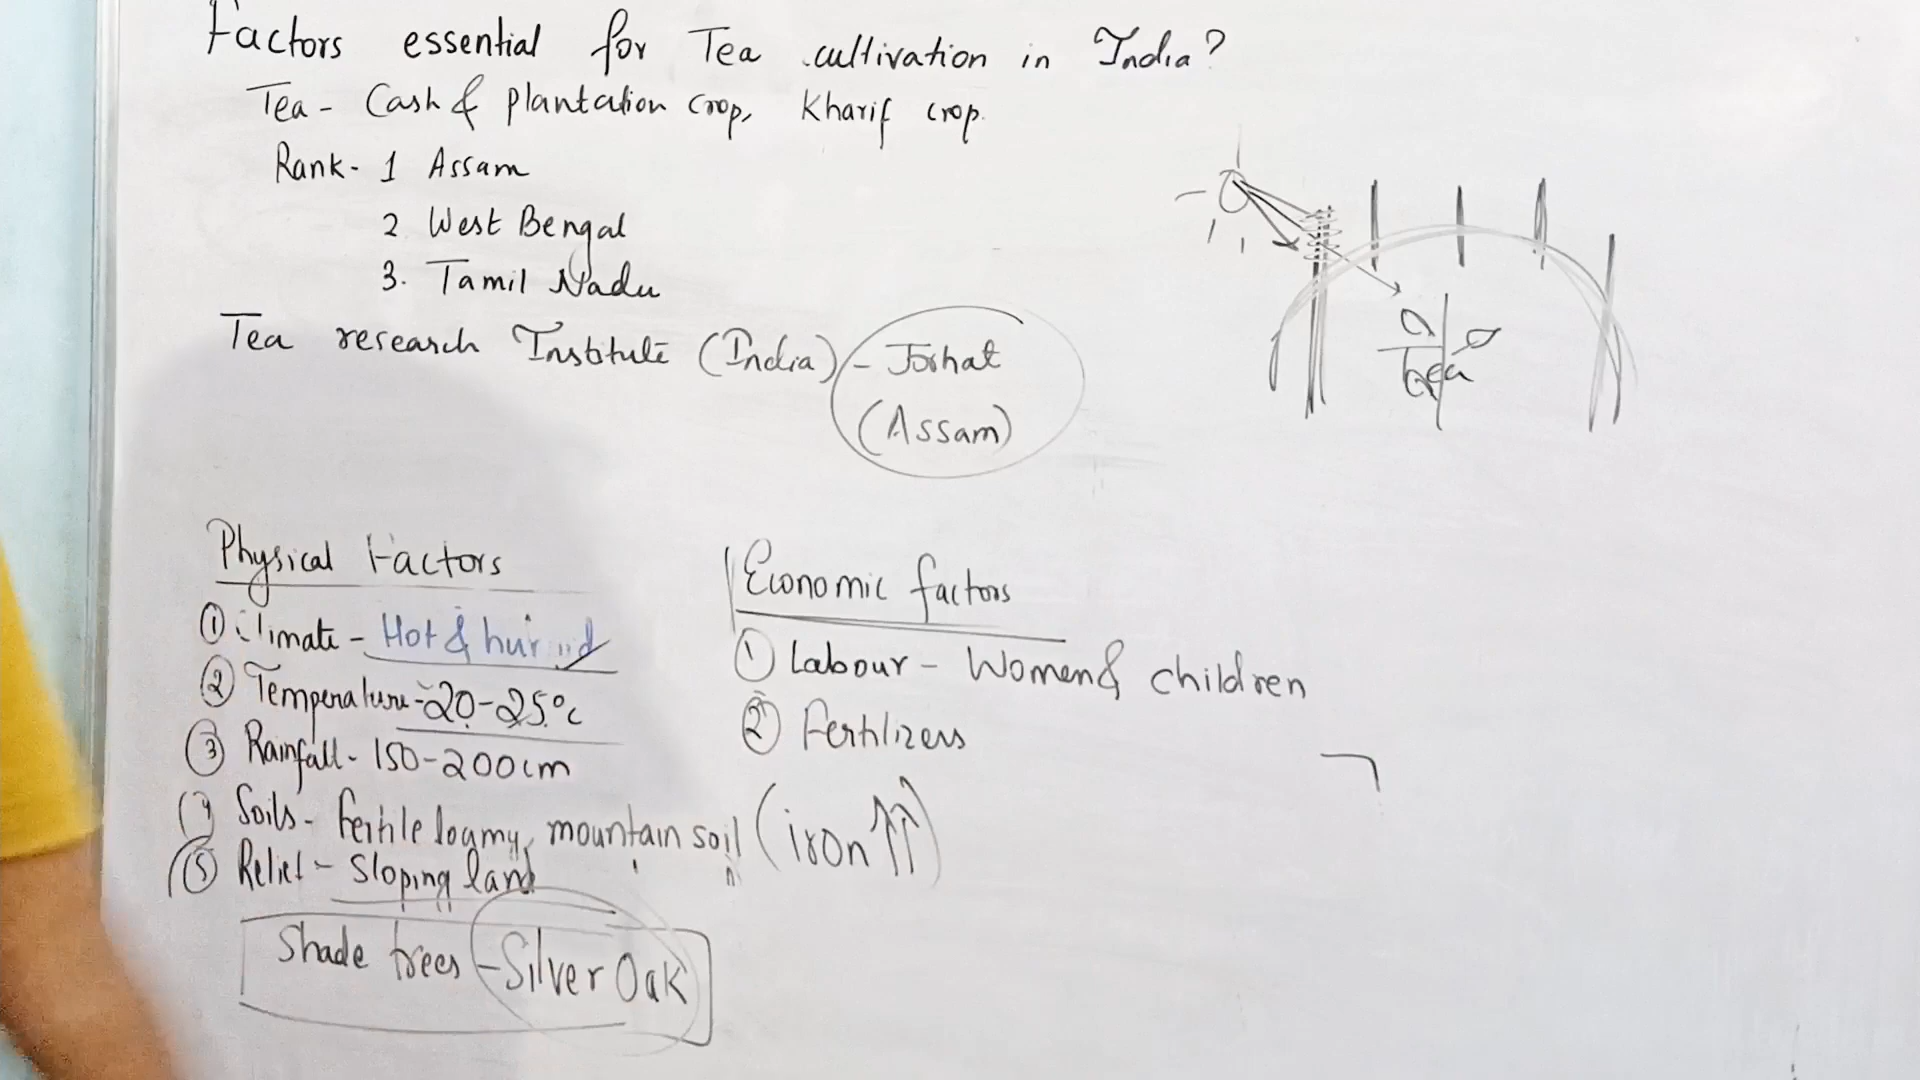 Factors essential for Tea cultivation in India?
Tea - Cash & plantation crop, Kharif crop.
Rank - 1 Assam
2 West Bengal
3. Tamil Nadu
Tea research Institute (India) - Jorhat
(Assam)
Tea
Physical Factors
① Climate - Hot & humid
② Temperature - 20-25°c
③ Rainfall - 150-200cm
④ Soils - Fertile loamy, mountain soil (iron ↑↑)
⑤ Relief - Sloping land
Shade trees - Silver Oak
Economic factors
① Labour - Women & children
② Fertilizers